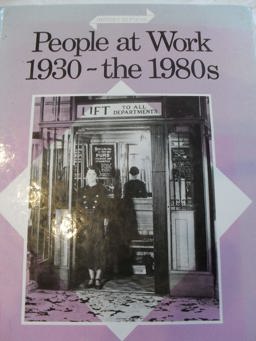 People at Work
1930~the 1980s
LIFT TO ALL
DEPARTMENTS